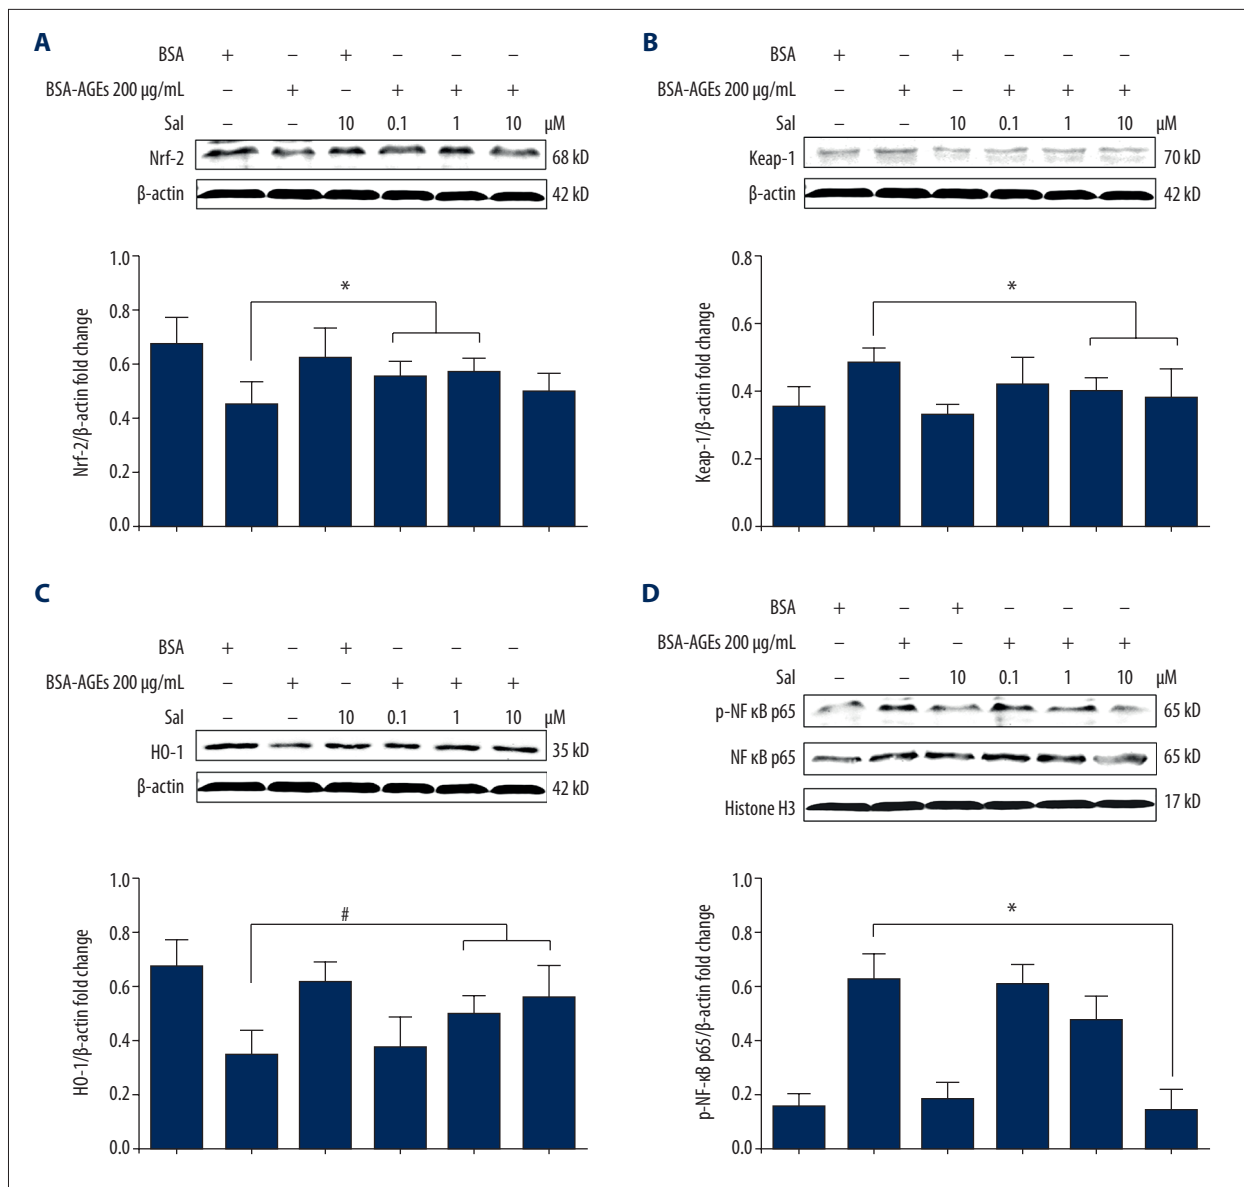 A
BSA + – + – – –
BSA-AGEs 200 µg/mL – + – + + +
Sal – – 10 0.1 1 10 µM
Nrf-2 68 kD
β-actin 42 kD
1.0
0.8
0.6
0.4
0.2
0.0
Nrf-2/β-actin fold change
*
B
BSA + – + – – –
BSA-AGEs 200 µg/mL – + – + + +
Sal – – 10 0.1 1 10 µM
Keap-1 70 kD
β-actin 42 kD
0.8
0.6
0.4
0.2
0.0
Keap-1/β-actin fold change
*
C
BSA + – + – – –
BSA-AGEs 200 µg/mL – + – + + +
Sal – – 10 0.1 1 10 µM
HO-1 35 kD
β-actin 42 kD
1.0
0.8
0.6
0.4
0.2
0.0
HO-1/β-actin fold change
#
D
BSA + – + – – –
BSA-AGEs 200 µg/mL – + – + + +
Sal – – 10 0.1 1 10 µM
p-NF κB p65 65 kD
NF κB p65 65 kD
Histone H3 17 kD
1.0
0.8
0.6
0.4
0.2
0.0
p-NF-κB p65/β-actin fold change
*